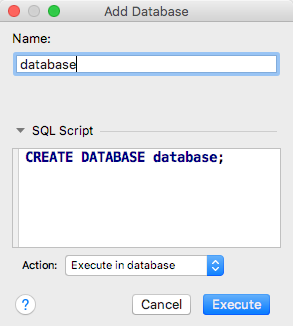 Add Database
Name:
database
SQL Script
CREATE DATABASE database;
Action: Execute in database
? Cancel Execute